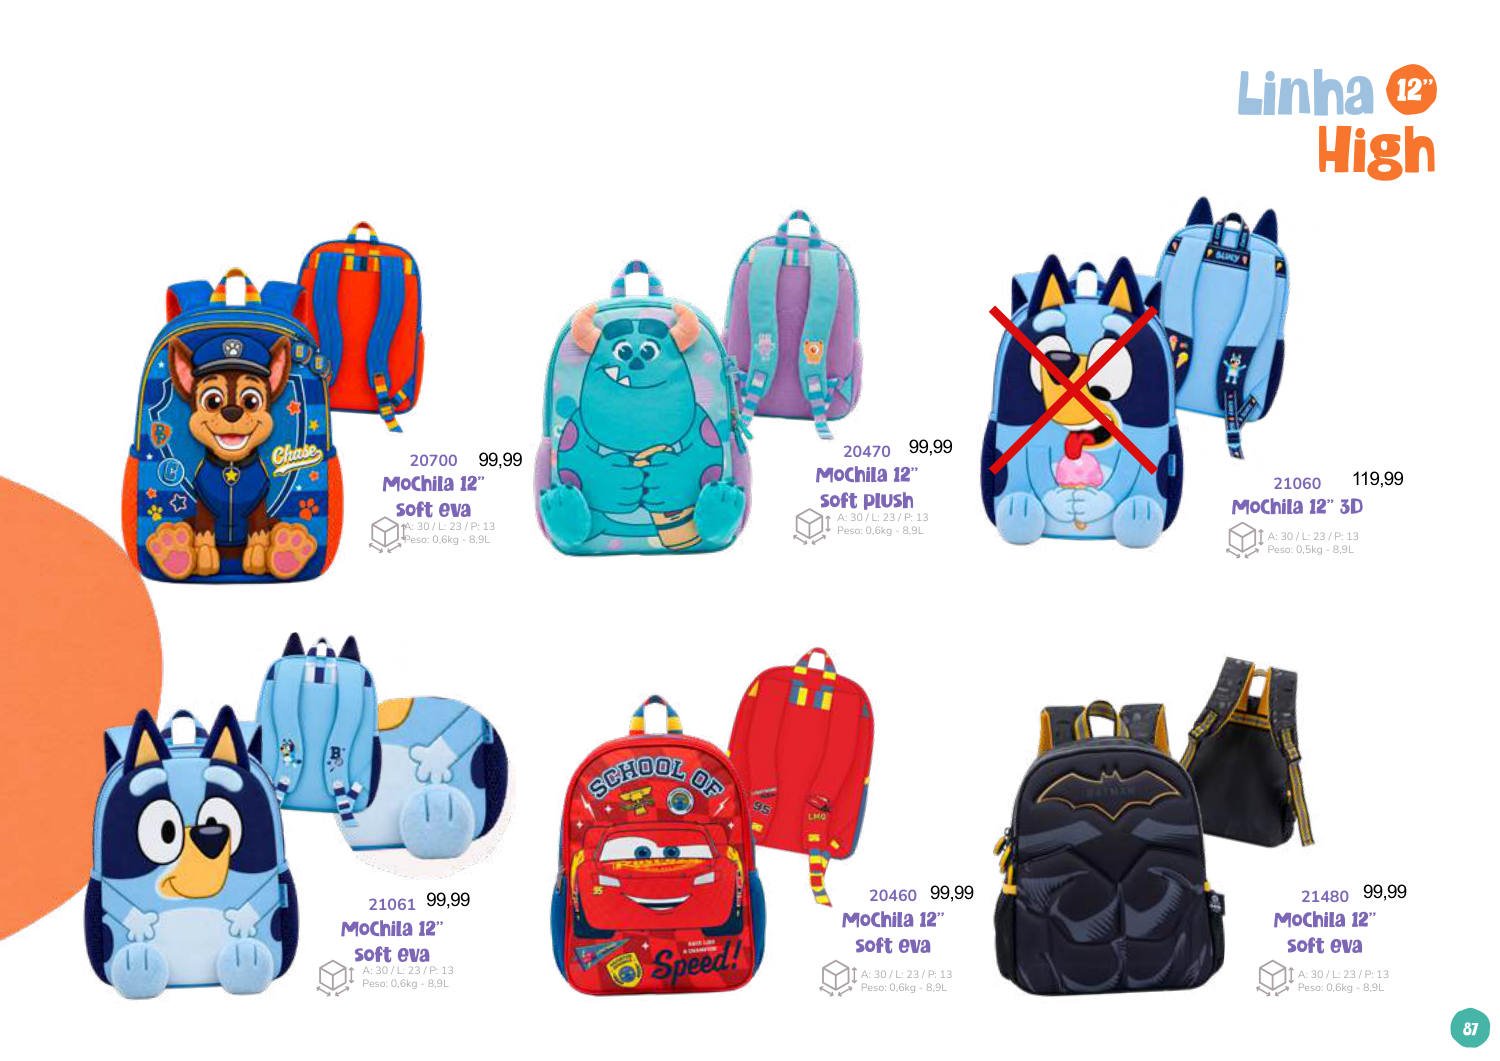 Linha 12”
High
Chase
20700 99,99
Mochila 12”
soft eva
A: 30 / L: 23 / P: 13
Peso: 0,6kg - 8,9L
20470 99,99
Mochila 12”
soft plush
A: 30 / L: 23 / P: 13
Peso: 0,6kg - 8,9L
BLUEY
21060 119,99
Mochila 12” 3D
A: 30 / L: 23 / P: 13
Peso: 0,5kg - 8,9L
B
21061 99,99
Mochila 12”
soft eva
A: 30 / L: 23 / P: 13
Peso: 0,6kg - 8,9L
SCHOOL OF
95
Speed!
95
LMQ
20460 99,99
Mochila 12”
soft eva
A: 30 / L: 23 / P: 13
Peso: 0,6kg - 8,9L
BATMAN
21480 99,99
Mochila 12”
soft eva
A: 30 / L: 23 / P: 13
Peso: 0,6kg - 8,9L
87